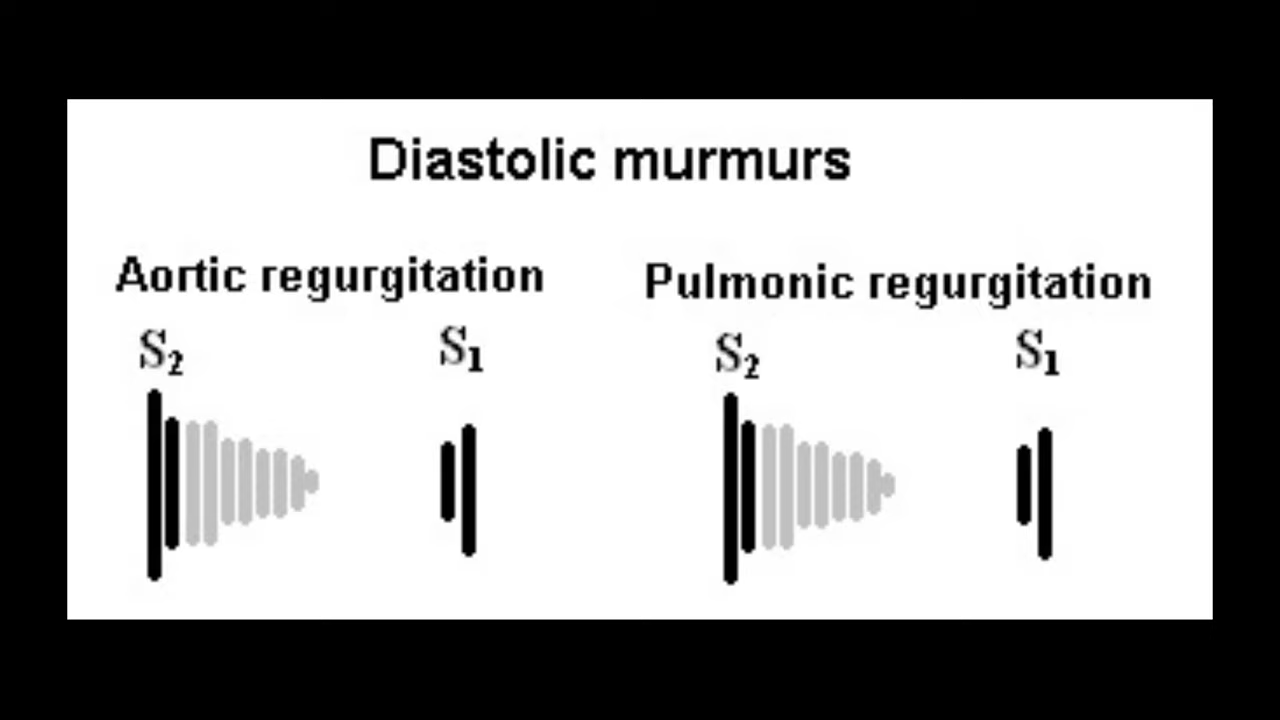 Diastolic murmurs
Aortic regurgitation
Pulmonic regurgitation
S₂
S₁
S₂
S₁